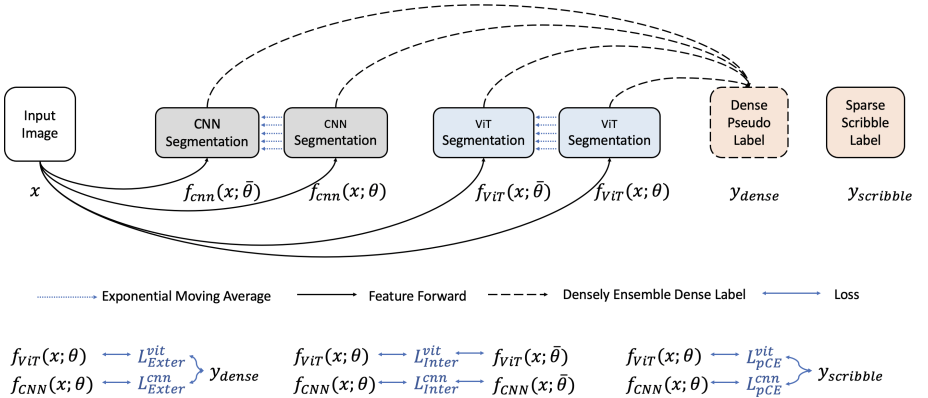 Input
Image
CNN
Segmentation
CNN
Segmentation
ViT
Segmentation
ViT
Segmentation
Dense
Pseudo
Label
Sparse
Scribble
Label
x
f_cnn(x; θ̄)
f_cnn(x; θ)
f_ViT(x; θ̄)
f_ViT(x; θ)
y_dense
y_scribble
Exponential Moving Average
Feature Forward
Densely Ensemble Dense Label
Loss
f_ViT(x; θ) L^vit_Exter
f_CNN(x; θ) L^cnn_Exter
y_dense
f_ViT(x; θ) L^vit_Inter f_ViT(x; θ̄)
f_CNN(x; θ) L^cnn_Inter f_CNN(x; θ̄)
f_ViT(x; θ) L^vit_pCE
f_CNN(x; θ) L^cnn_pCE
y_scribble